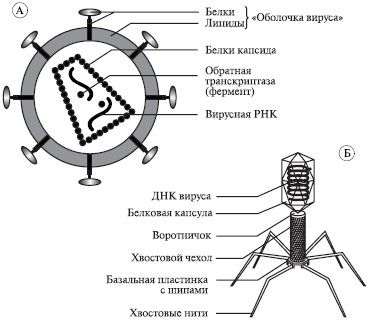 А
Белки
Липиды
«Оболочка вируса»
Белки капсида
Обратная
транскриптаза
(фермент)
Вирусная РНК
Б
ДНК вируса
Белковая капсула
Воротничок
Хвостовой чехол
Базальная пластинка
с шипами
Хвостовые нити